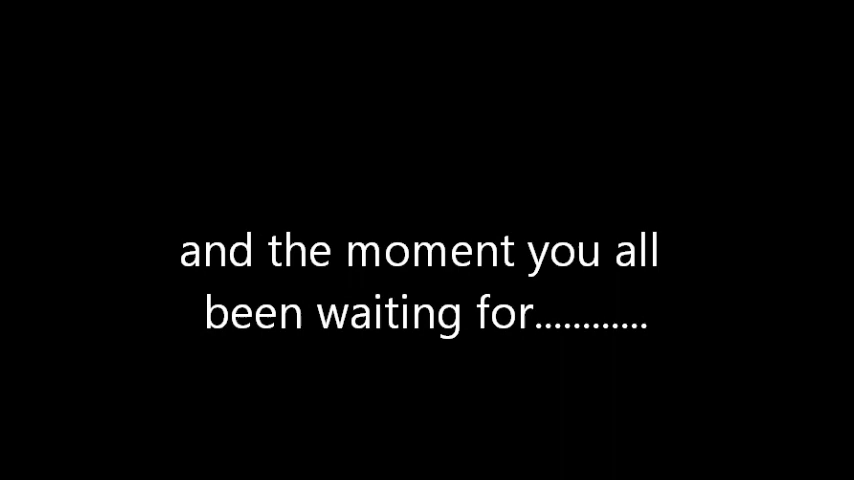 and the moment you all
been waiting for............